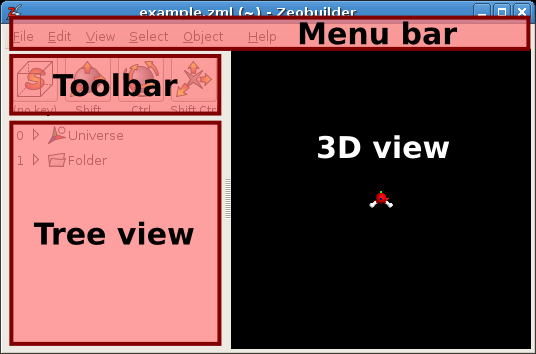 example.zml (~) - Zeobuilder
File Edit View Select Object Help
Menu bar
Toolbar
(no key) Shift Ctrl Shift Ctrl
3D view
0 Universe
1 Folder
Tree view